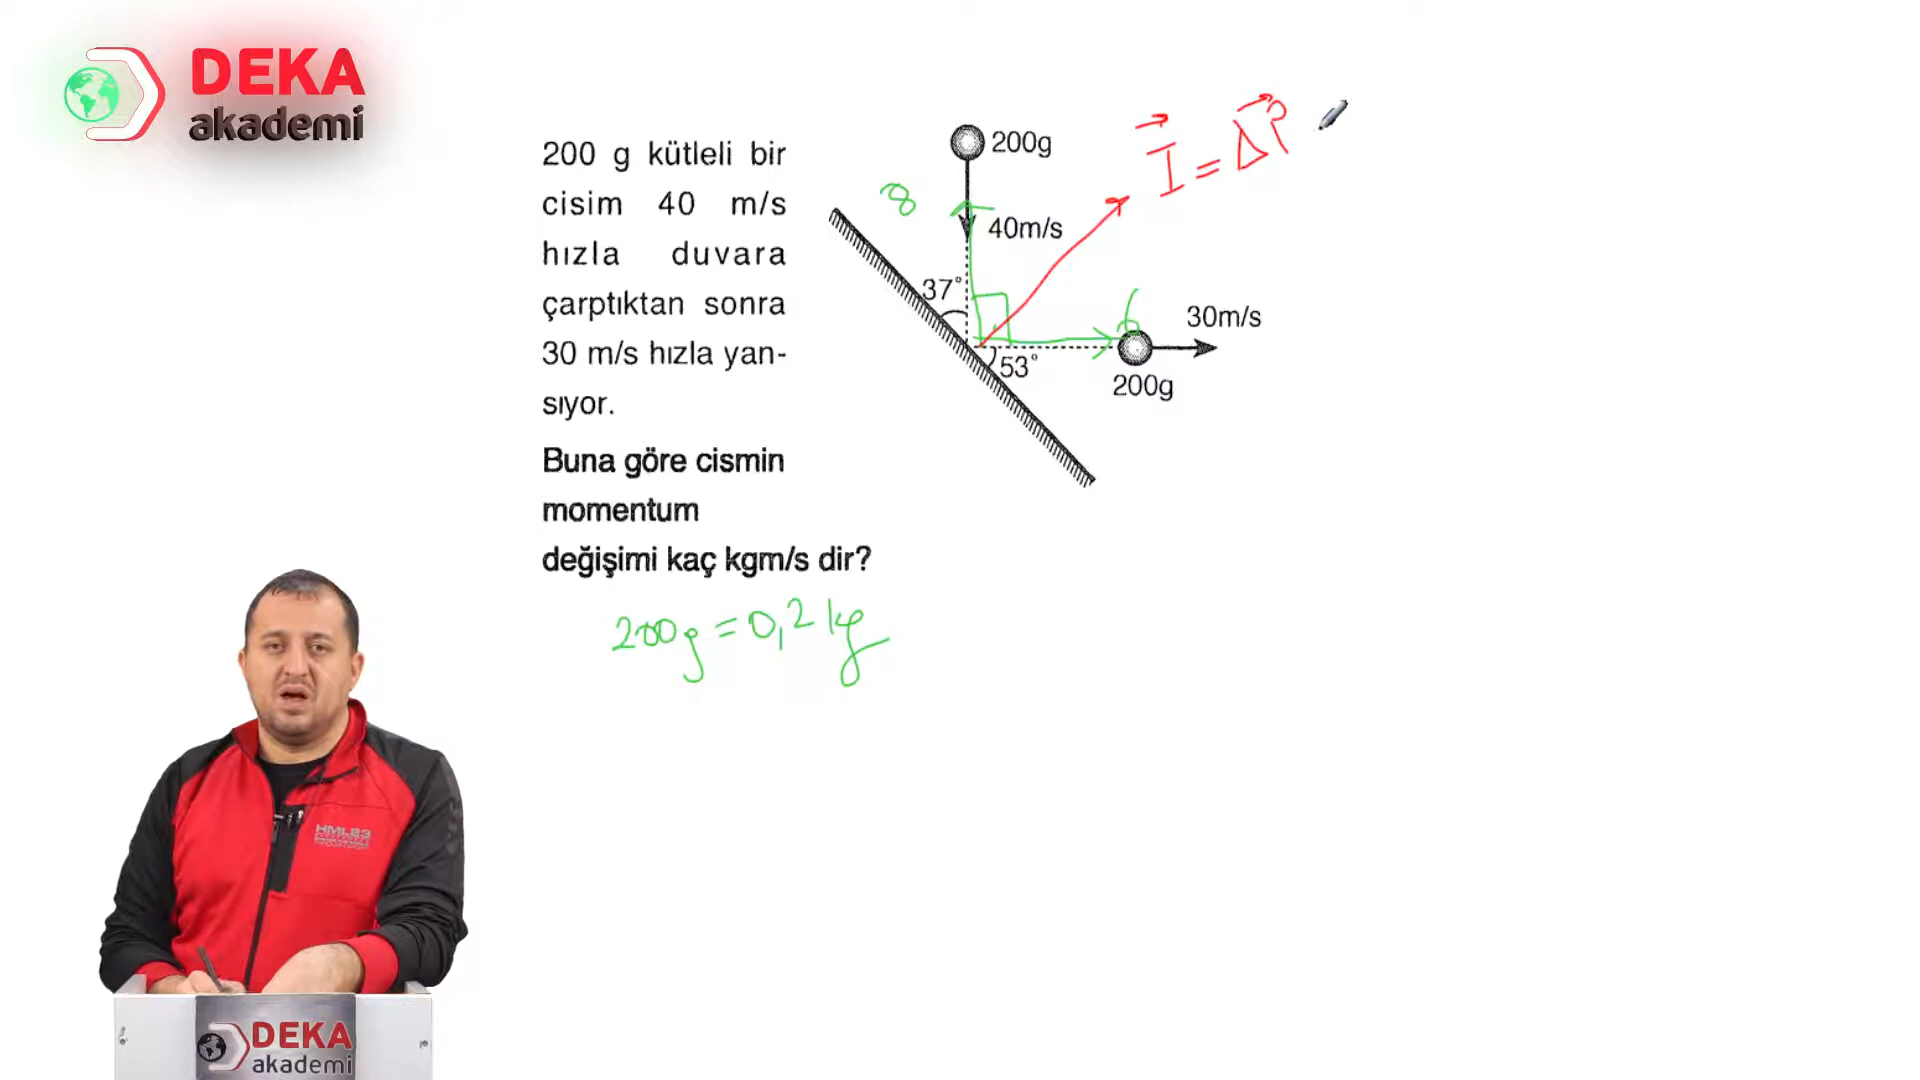 DEKA
akademi
200 g kütleli bir
cisim 40 m/s
hızla duvara
çarptıktan sonra
30 m/s hızla yan-
sıyor.
Buna göre cismin
momentum
değişimi kaç kgm/s dir?
200g = 0,2 kg
200g
8
40m/s
37°
I = ΔP
6
30m/s
53°
200g
HML23
DEKA
akademi